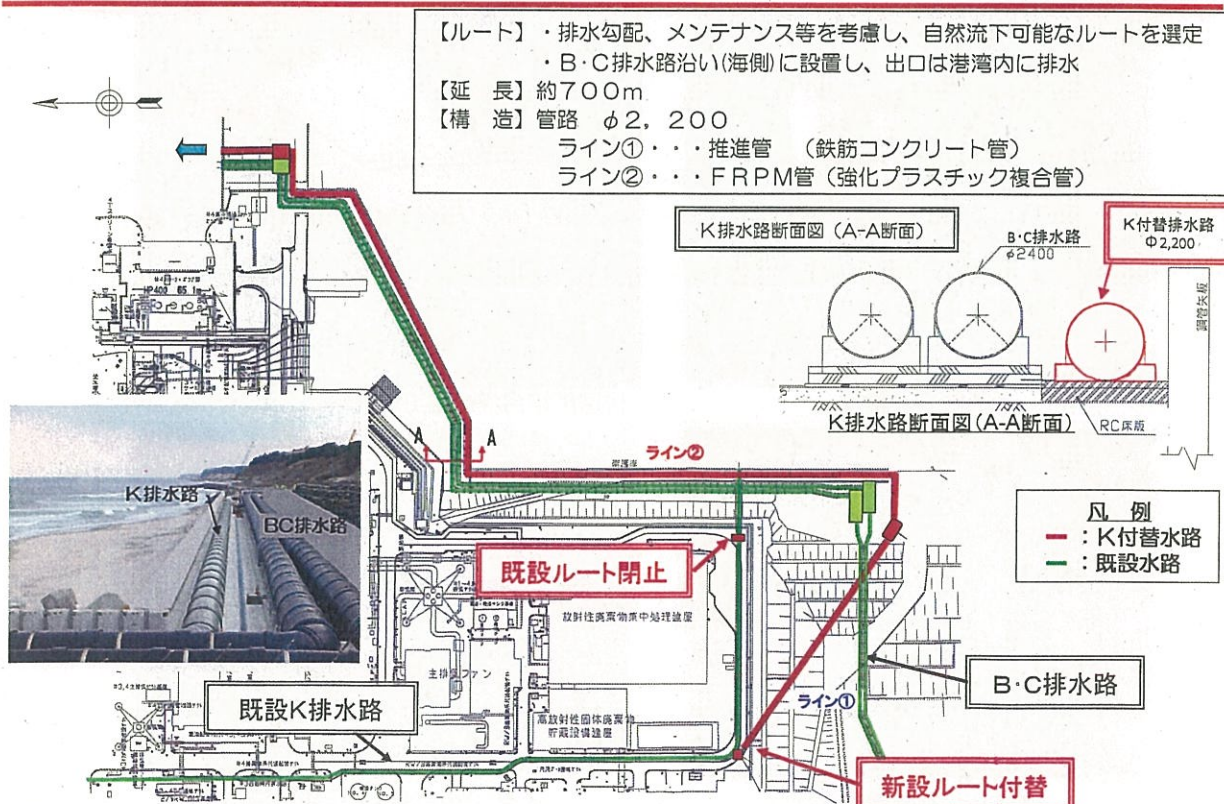 【ルート】・排水勾配、メンテナンス等を考慮し、自然流下可能なルートを選定
・B・C排水路沿い(海側)に設置し、出口は港湾内に排水
【延 長】約700m
【構 造】管路 φ2,200
ライン①・・・推進管 (鉄筋コンクリート管)
ライン②・・・FRPM管(強化プラスチック複合管)
K排水路断面図(A-A断面)
B・C排水路
φ2400
K付替排水路
Φ2,200
鋼管矢板
K排水路断面図(A-A断面)
RC床版
HP400
A
A
ライン②
K排水路
BC排水路
凡 例
:K付替水路
:既設水路
既設ルート閉止
放射性廃棄物集中処理建屋
主排気ファン
B・C排水路
既設K排水路
高放射性固体廃棄物
貯蔵設備建屋
ライン①
新設ルート付替